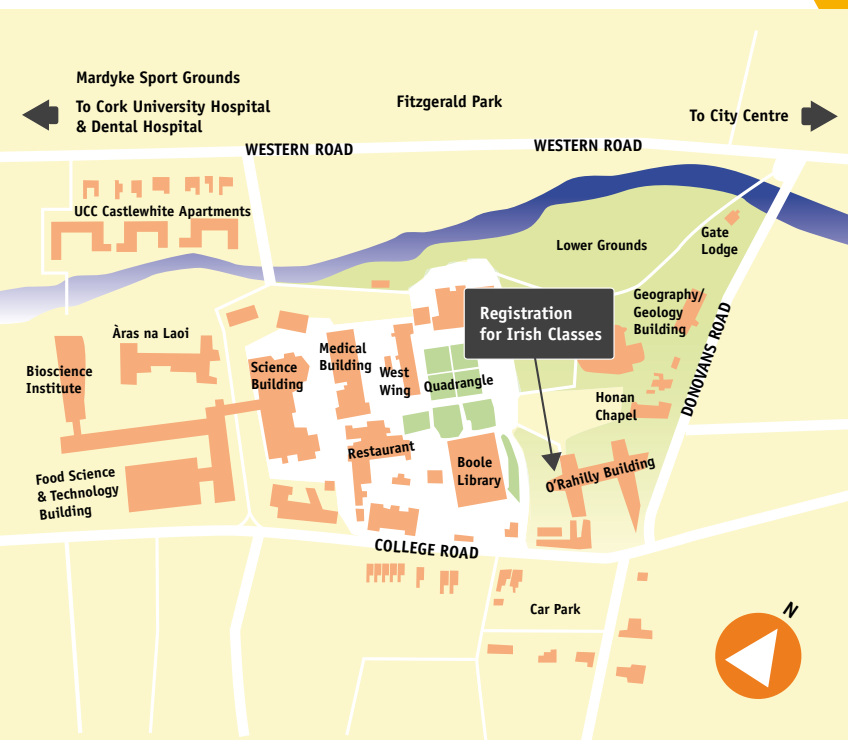 Mardyke Sport Grounds
To Cork University Hospital
& Dental Hospital
Fitzgerald Park
To City Centre
WESTERN ROAD
WESTERN ROAD
UCC Castlewhite Apartments
Lower Grounds
Gate
Lodge
Geography/
Geology
Building
Registration
for Irish Classes
DONOVANS ROAD
Àras na Laoi
Bioscience
Institute
Science
Building
Medical
Building
West
Wing
Quadrangle
Honan
Chapel
Restaurant
Boole
Library
O'Rahilly Building
Food Science
& Technology
Building
COLLEGE ROAD
Car Park
N